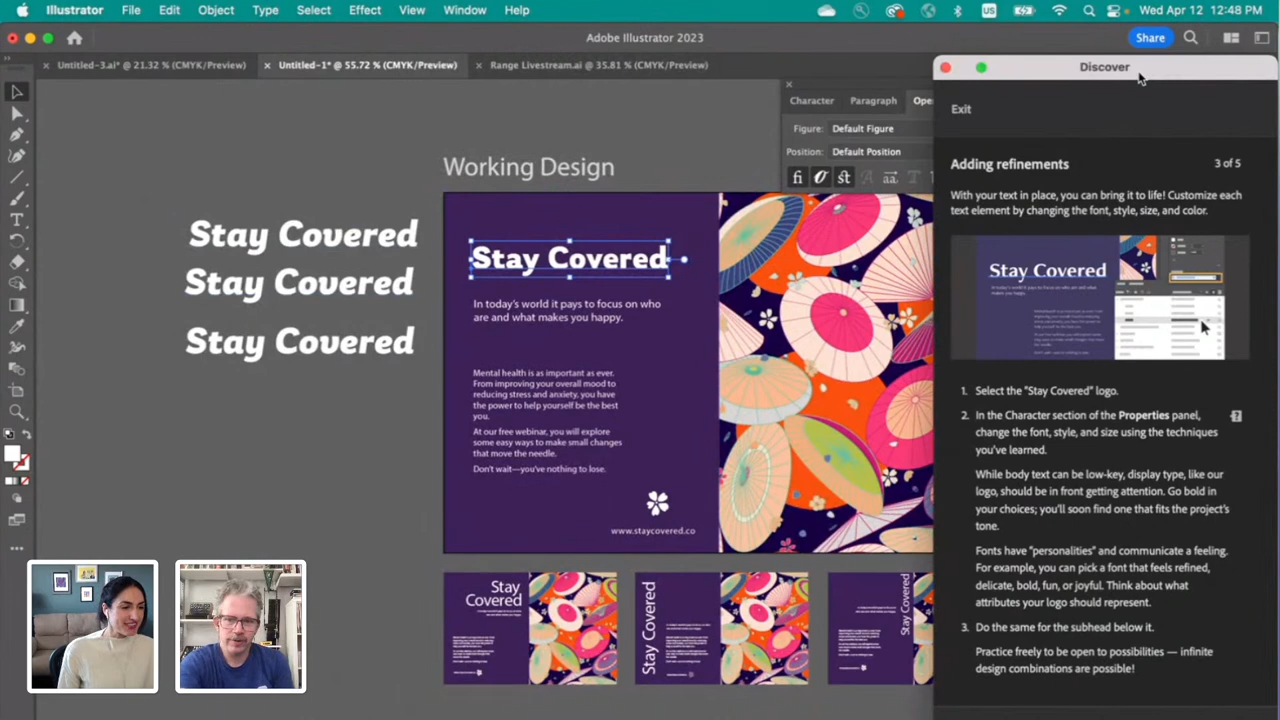 Illustrator File Edit Object Type Select Effect View Window Help
US
Wed Apr 12 12:48 PM
Adobe Illustrator 2023
Share
Untitled-3.ai* @ 21.32 % (CMYK/Preview)
Untitled-1* @ 55.72 % (CMYK/Preview)
Range Livestream.ai @ 35.81 % (CMYK/Preview)
Character
Paragraph
Figure: Default Figure
Position: Default Position
Stay Covered
Stay Covered
Stay Covered
Working Design
Stay Covered
In today's world it pays to focus on who
are and what makes you happy.
Mental health is as important as ever.
From improving your overall mood to
reducing stress and anxiety, you have
the power to help yourself be the best
you.
At our free webinar, you will explore
some easy ways to make small changes
that move the needle.
Don't wait—you've nothing to lose.
www.staycovered.co
Stay
Covered
Stay Covered
Stay Covered
Discover
Exit
Adding refinements
3 of 5
With your text in place, you can bring it to life! Customize each
text element by changing the font, style, size, and color.
Stay Covered
1. Select the "Stay Covered" logo.
2. In the Character section of the Properties panel,
change the font, style, and size using the techniques
you've learned.
While body text can be low-key, display type, like our
logo, should be in front getting attention. Go bold in
your choices; you'll soon find one that fits the project's
tone.
Fonts have "personalities" and communicate a feeling.
For example, you can pick a font that feels refined,
delicate, bold, fun, or joyful. Think about what
attributes your logo should represent.
3. Do the same for the subhead below it.
Practice freely to be open to possibilities — infinite
design combinations are possible!